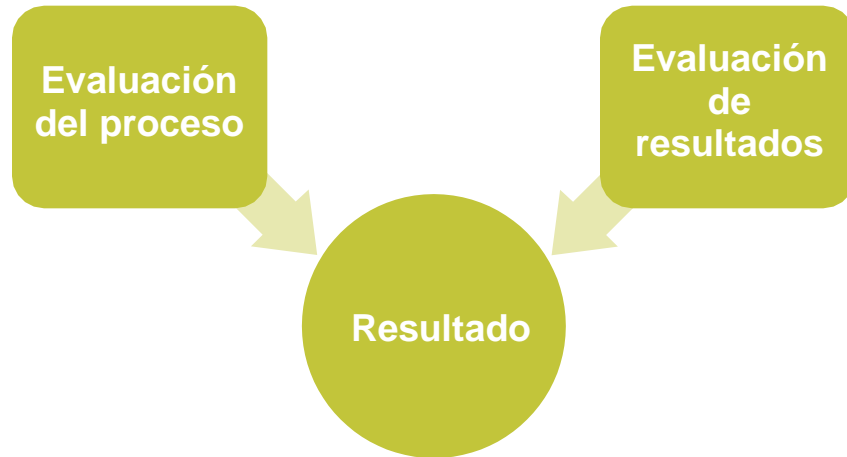 Evaluación
del proceso
Evaluación
de
resultados
Resultado